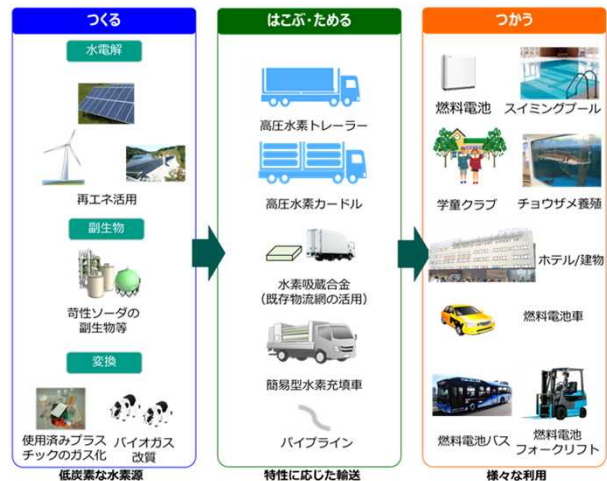 つくる
水電解
再エネ活用
副生物
苛性ソーダの
副生物等
変換
使用済みプラス
チックのガス化
バイオガス
改質
低炭素な水素源
はこぶ・ためる
高圧水素トレーラー
高圧水素カードル
水素吸蔵合金
(既存物流網の活用)
簡易型水素充填車
パイプライン
特性に応じた輸送
つかう
燃料電池
スイミングプール
学童クラブ
チョウザメ養殖
ホテル/建物
燃料電池車
燃料電池バス
燃料電池
フォークリフト
様々な利用